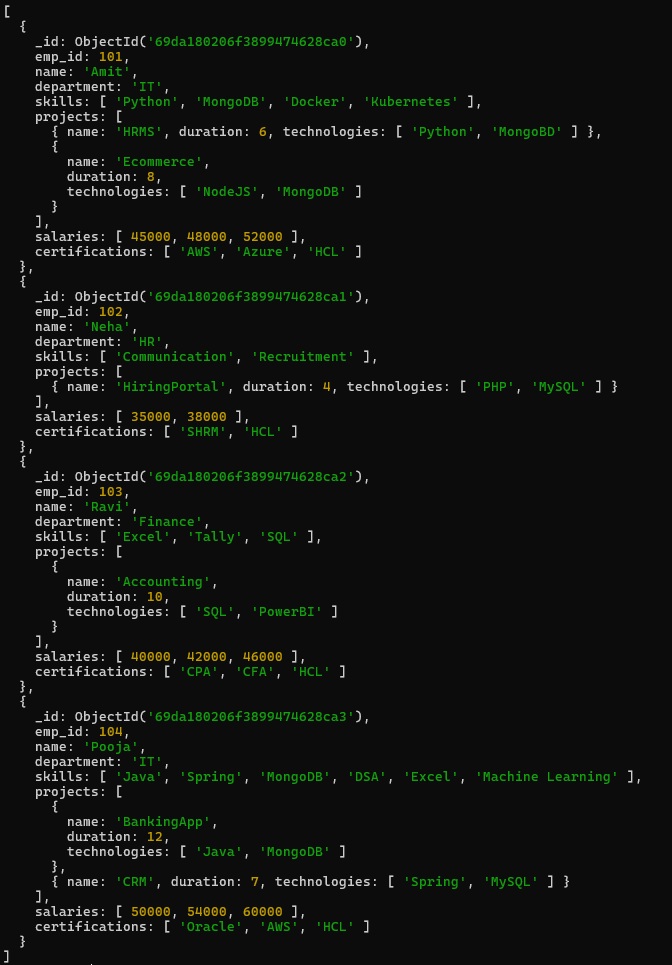 [
  {
    _id: ObjectId('69da180206f3899474628ca0'),
    emp_id: 101,
    name: 'Amit',
    department: 'IT',
    skills: [ 'Python', 'MongoDB', 'Docker', 'Kubernetes' ],
    projects: [
      { name: 'HRMS', duration: 6, technologies: [ 'Python', 'MongoBD' ] },
      {
        name: 'Ecommerce',
        duration: 8,
        technologies: [ 'NodeJS', 'MongoDB' ]
      }
    ],
    salaries: [ 45000, 48000, 52000 ],
    certifications: [ 'AWS', 'Azure', 'HCL' ]
  },
  {
    _id: ObjectId('69da180206f3899474628ca1'),
    emp_id: 102,
    name: 'Neha',
    department: 'HR',
    skills: [ 'Communication', 'Recruitment' ],
    projects: [
      { name: 'HiringPortal', duration: 4, technologies: [ 'PHP', 'MySQL' ] }
    ],
    salaries: [ 35000, 38000 ],
    certifications: [ 'SHRM', 'HCL' ]
  },
  {
    _id: ObjectId('69da180206f3899474628ca2'),
    emp_id: 103,
    name: 'Ravi',
    department: 'Finance',
    skills: [ 'Excel', 'Tally', 'SQL' ],
    projects: [
      {
        name: 'Accounting',
        duration: 10,
        technologies: [ 'SQL', 'PowerBI' ]
      }
    ],
    salaries: [ 40000, 42000, 46000 ],
    certifications: [ 'CPA', 'CFA', 'HCL' ]
  },
  {
    _id: ObjectId('69da180206f3899474628ca3'),
    emp_id: 104,
    name: 'Pooja',
    department: 'IT',
    skills: [ 'Java', 'Spring', 'MongoDB', 'DSA', 'Excel', 'Machine Learning' ],
    projects: [
      {
        name: 'BankingApp',
        duration: 12,
        technologies: [ 'Java', 'MongoDB' ]
      },
      { name: 'CRM', duration: 7, technologies: [ 'Spring', 'MySQL' ] }
    ],
    salaries: [ 50000, 54000, 60000 ],
    certifications: [ 'Oracle', 'AWS', 'HCL' ]
  }
]